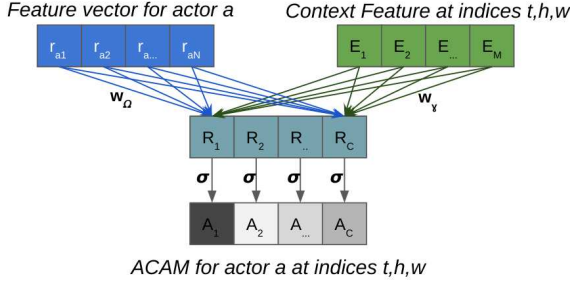 Feature vector for actor a
Context Feature at indices t,h,w
r_a1 r_a2 r_a... r_aN
E_1 E_2 E_... E_M
w_Ω
w_ɣ
R_1 R_2 R_.. R_C
σ σ σ σ
A_1 A_2 A_... A_C
ACAM for actor a at indices t,h,w